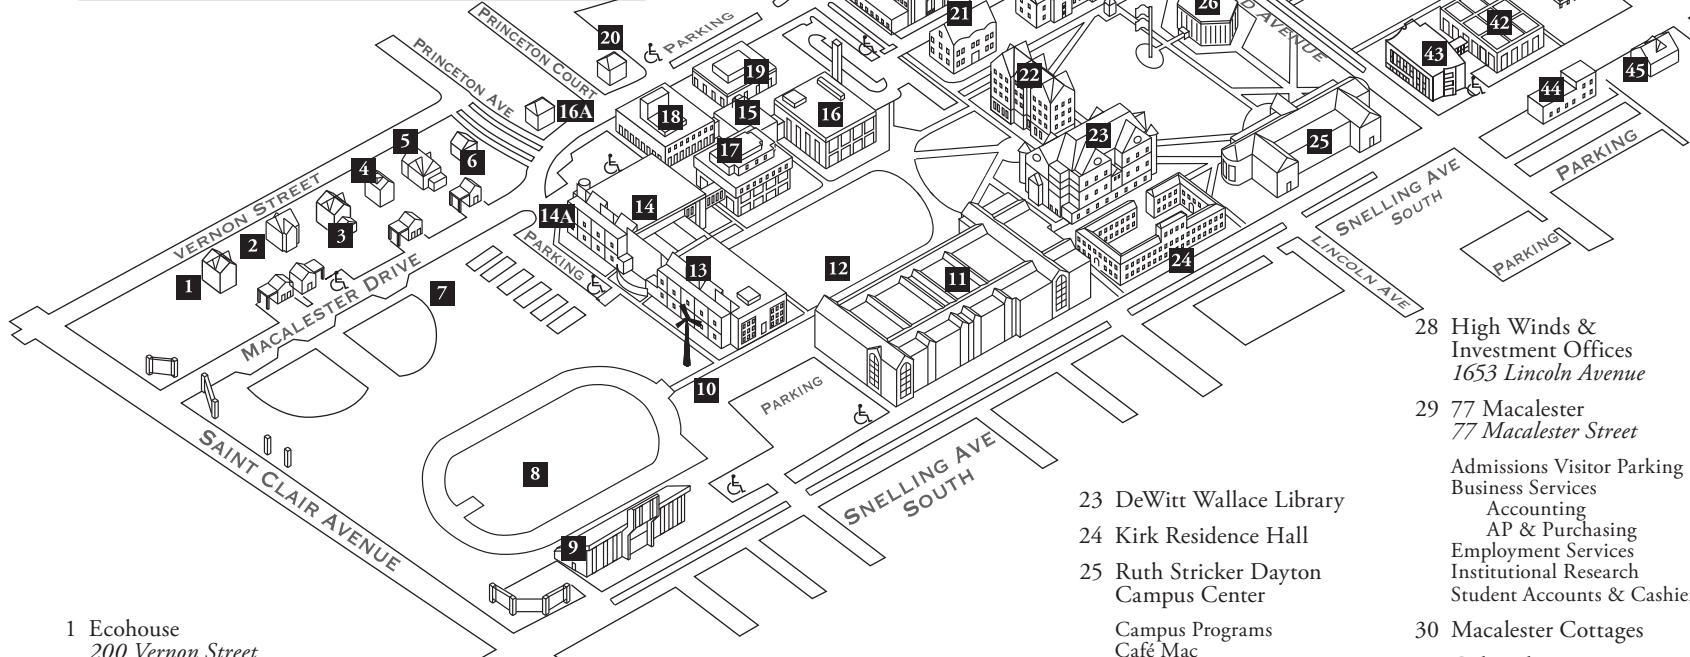 PRINCETON COURT
PRINCETON AVE
PARKING
20
21
26
D AVENUE
42
43
45
44
22
19
16A
18
15
16
17
23
25
PARKING
5
6
4
VERNON STREET
14A
14
SNELLING AVE
SOUTH
2
3
PARKING
1
MACALESTER DRIVE
7
13
12
11
24
LINCOLN AVE
PARKING
10
PARKING
SAINT CLAIR AVENUE
8
9
SNELLING AVE
SOUTH
1 Ecohouse
200 Vernon Street
23 DeWitt Wallace Library
24 Kirk Residence Hall
25 Ruth Stricker Dayton
Campus Center
Campus Programs
Café Mac
28 High Winds &
Investment Offices
1653 Lincoln Avenue
29 77 Macalester
77 Macalester Street
Admissions Visitor Parking
Business Services
Accounting
AP & Purchasing
Employment Services
Institutional Research
Student Accounts & Cashie
30 Macalester Cottages